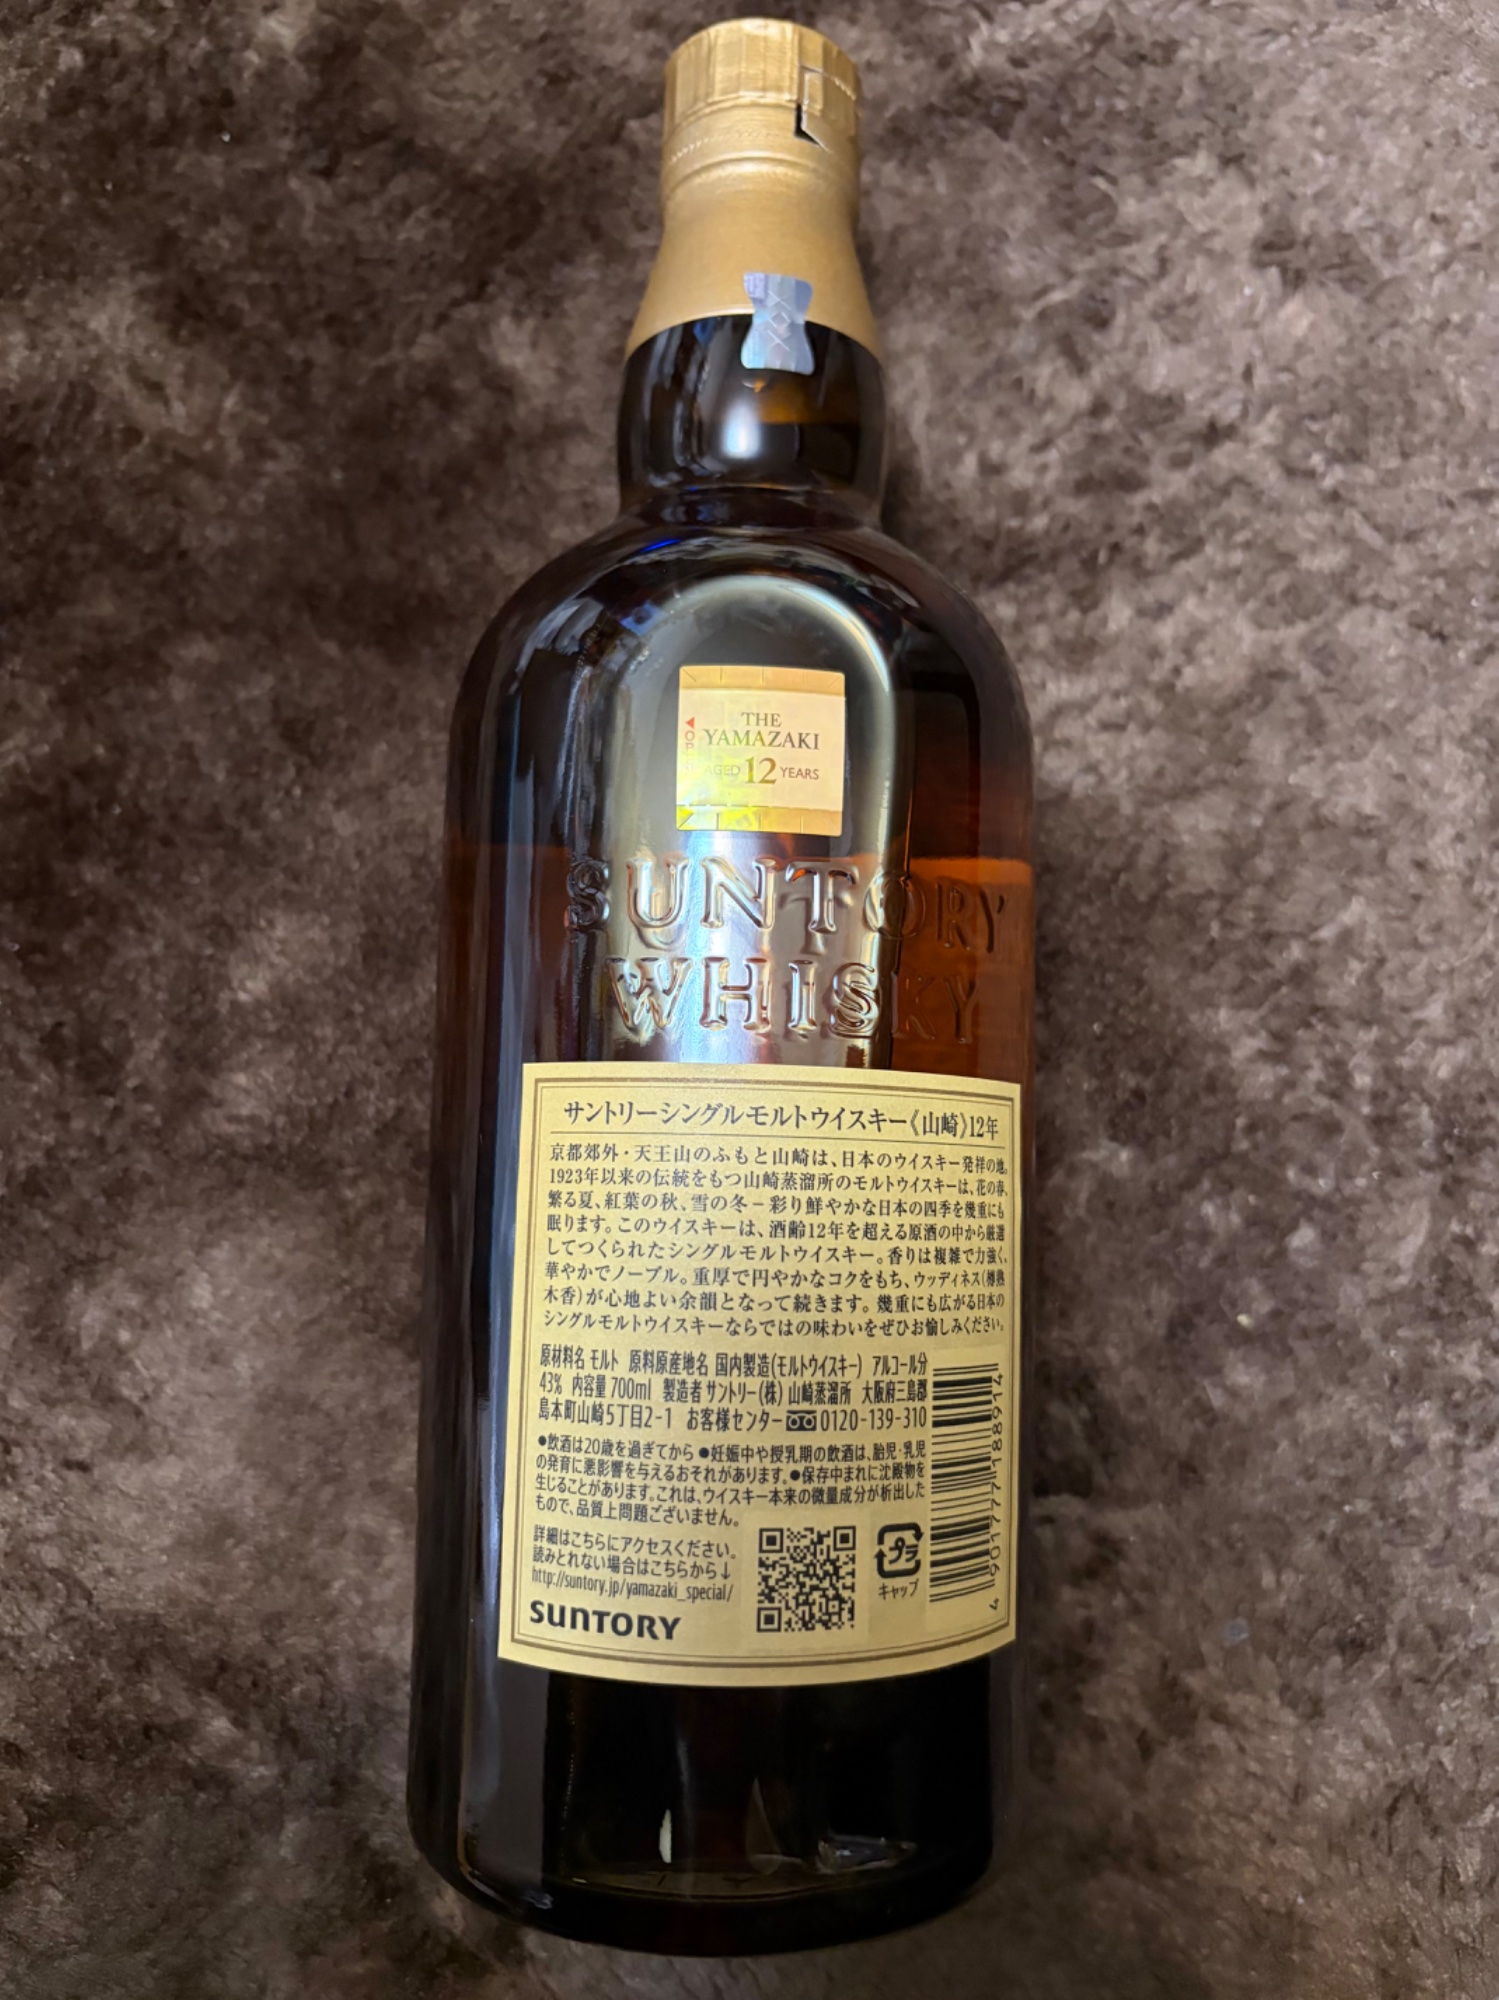 THE
YAMAZAKI
AGED 12 YEARS
SUNTORY
WHISKY
サントリーシングルモルトウイスキー《山崎》12年
京都郊外・天王山のふもと山崎は、日本のウイスキー発祥の地。
1923年以来の伝統をもつ山崎蒸溜所のモルトウイスキーは、花の春、
繁る夏、紅葉の秋、雪の冬－彩り鮮やかな日本の四季を幾重にも
眠ります。このウイスキーは、酒齢12年を超える原酒の中から厳選
してつくられたシングルモルトウイスキー。香りは複雑で力強く、
華やかでノーブル。重厚で円やかなコクをもち、ウッディネス(樽熟
木香)が心地よい余韻となって続きます。幾重にも広がる日本の
シングルモルトウイスキーならではの味わいをぜひお愉しみください。
原材料名 モルト 原料原産地名 国内製造(モルトウイスキー) アルコール分
43% 内容量 700ml 製造者 サントリー(株) 山崎蒸溜所 大阪府三島郡
島本町山崎5丁目2-1 お客様センター 0120-139-310
●飲酒は20歳を過ぎてから ●妊娠中や授乳期の飲酒は、胎児・乳児
の発育に悪影響を与えるおそれがあります。●保存中まれに沈殿物を
生じることがあります。これは、ウイスキー本来の微量成分が析出した
もので、品質上問題ございません。
詳細はこちらにアクセスください。
読みとれない場合はこちらから↓
http://suntory.jp/yamazaki_special/
SUNTORY
プラ
キャップ
4 901777 188914